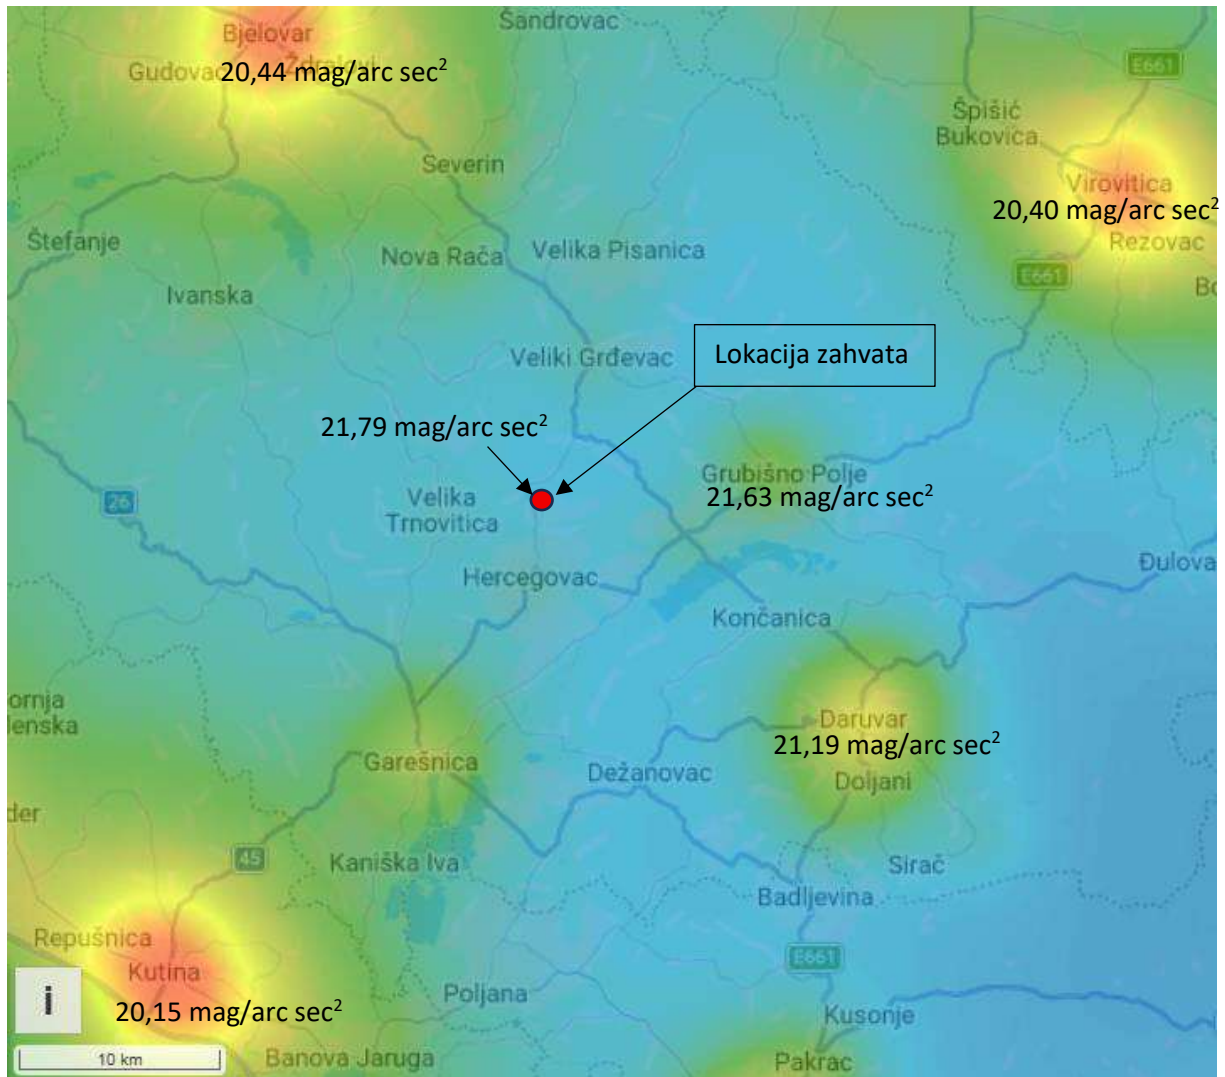 Šandrovac
Bjelovar
Gudovac
Ždralovi
20,44 mag/arc sec²
E661
Špišić
Bukovica
Severin
Virovitica
20,40 mag/arc sec²
Rezovac
Štefanje
Nova Rača
Velika Pisanica
E661
Ivanska
Lokacija zahvata
Veliki Grđevac
21,79 mag/arc sec²
Grubišno Polje
21,63 mag/arc sec²
26
Velika
Trnovitica
Hercegovac
Đulova
Končanica
ornja
lenska
Daruvar
21,19 mag/arc sec²
Garešnica
Dežanovac
Doljani
der
45
Kaniška Iva
Sirač
Badljevina
Repušnica
E661
Kutina
i
Poljana
20,15 mag/arc sec²
Kusonje
10 km
Banova Jaruga
Pakrac